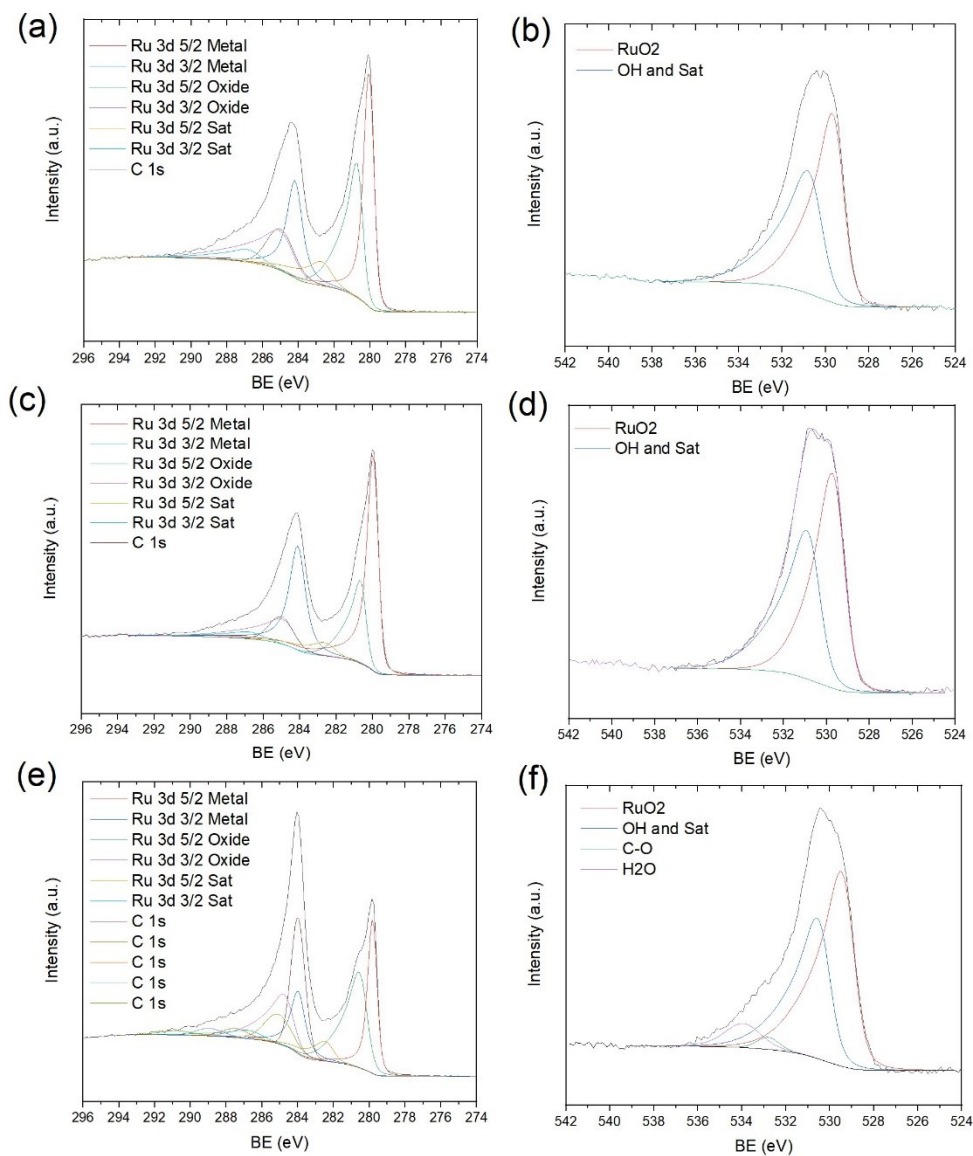 (a)
Ru 3d 5/2 Metal
Ru 3d 3/2 Metal
Ru 3d 5/2 Oxide
Ru 3d 3/2 Oxide
Ru 3d 5/2 Sat
Ru 3d 3/2 Sat
C 1s
Intensity (a.u.)
296 294 292 290 288 286 284 282 280 278 276 274
BE (eV)
(b)
RuO2
OH and Sat
Intensity (a.u.)
542 540 538 536 534 532 530 528 526 524
BE (eV)
(c)
Ru 3d 5/2 Metal
Ru 3d 3/2 Metal
Ru 3d 5/2 Oxide
Ru 3d 3/2 Oxide
Ru 3d 5/2 Sat
Ru 3d 3/2 Sat
C 1s
Intensity (a.u.)
296 294 292 290 288 286 284 282 280 278 276 274
BE (eV)
(d)
RuO2
OH and Sat
Intensity (a.u.)
542 540 538 536 534 532 530 528 526 524
BE (eV)
(e)
Ru 3d 5/2 Metal
Ru 3d 3/2 Metal
Ru 3d 5/2 Oxide
Ru 3d 3/2 Oxide
Ru 3d 5/2 Sat
Ru 3d 3/2 Sat
C 1s
C 1s
C 1s
C 1s
C 1s
Intensity (a.u.)
296 294 292 290 288 286 284 282 280 278 276 274
BE (eV)
(f)
RuO2
OH and Sat
C-O
H2O
Intensity (a.u.)
542 540 538 536 534 532 530 528 526 524
BE (eV)